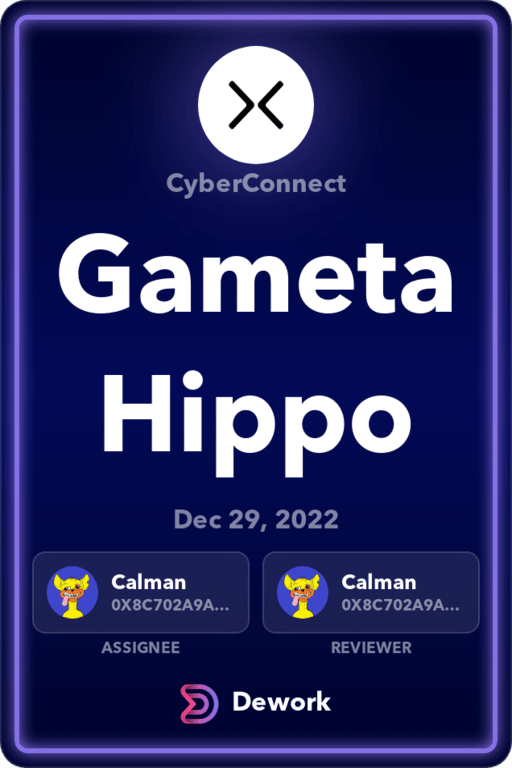 CyberConnect
Gameta
Hippo
Dec 29, 2022
Calman
0X8C702A9A...
ASSIGNEE
Calman
0X8C702A9A...
REVIEWER
Dework